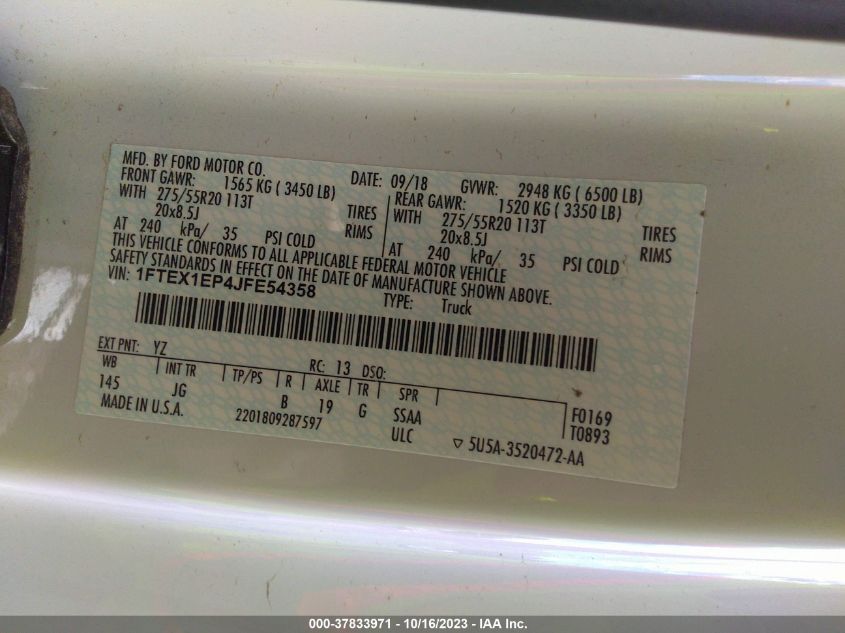 MFD. BY FORD MOTOR CO.
DATE: 09/18 GVWR: 2948 KG ( 6500 LB)
FRONT GAWR: 1565 KG ( 3450 LB) REAR GAWR: 1520 KG ( 3350 LB)
WITH 275/55R20 113T TIRES WITH 275/55R20 113T TIRES
20x8.5J RIMS 20x8.5J RIMS
AT 240 kPa/ 35 PSI COLD AT 240 kPa/ 35 PSI COLD
THIS VEHICLE CONFORMS TO ALL APPLICABLE FEDERAL MOTOR VEHICLE
SAFETY STANDARDS IN EFFECT ON THE DATE OF MANUFACTURE SHOWN ABOVE.
VIN: 1FTEX1EP4JFE54358 TYPE: Truck
EXT PNT: YZ RC: 13 DSO:
WB INT TR TP/PS R AXLE TR SPR
145 JG B 19 G SSAA F0169
MADE IN U.S.A. 2201809287597 ULC T0893
▽ 5U5A-3520472-AA
000-37833971 - 10/16/2023 - IAA Inc.